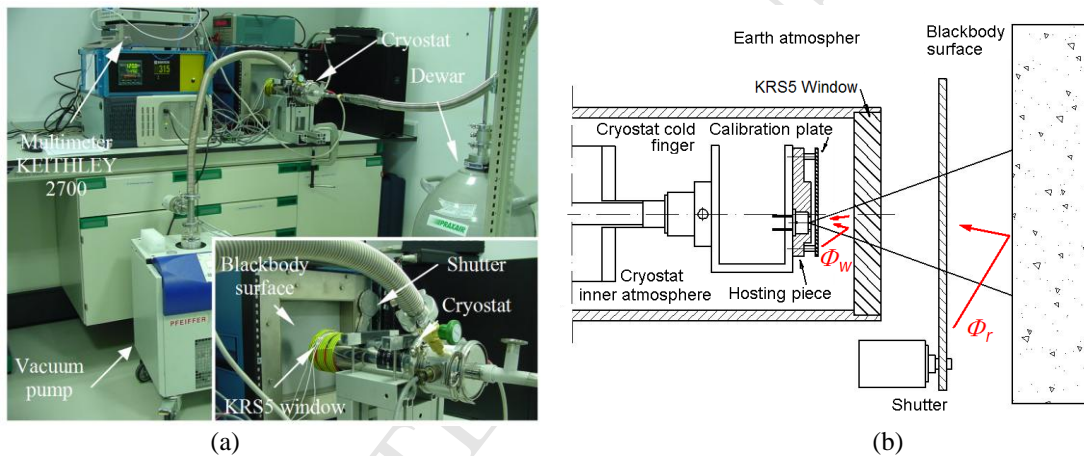 Cryostat
Dewar
Multimeter
KEITHLEY
2700
315
PRAXAIR
PFEIFFER
Vacuum
pump
Blackbody
surface
Shutter
Cryostat
KRS5 window
(a)
Earth atmospher
Blackbody
surface
KRS5 Window
Cryostat cold
finger
Calibration plate
Φw
Cryostat
inner atmosphere
Hosting piece
Φr
Shutter
(b)